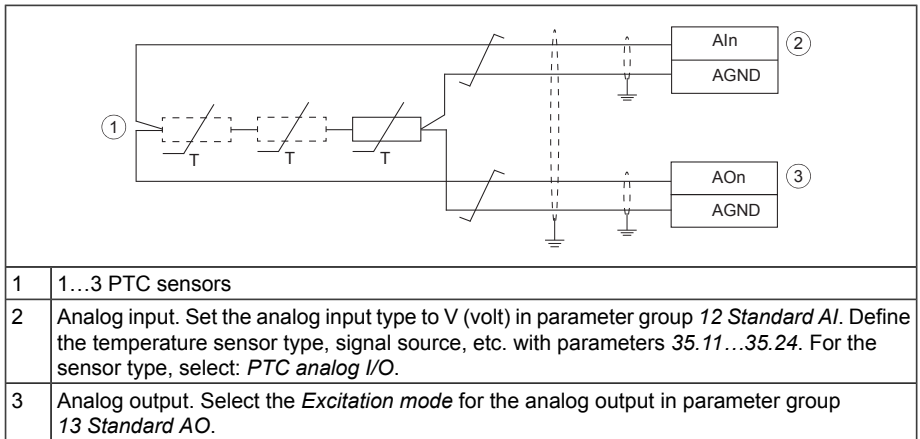 AIn
2
AGND
1
T
T
T
AOn
3
AGND
1 1…3 PTC sensors
2 Analog input. Set the analog input type to V (volt) in parameter group 12 Standard AI. Define
the temperature sensor type, signal source, etc. with parameters 35.11…35.24. For the
sensor type, select: PTC analog I/O.
3 Analog output. Select the Excitation mode for the analog output in parameter group
13 Standard AO.